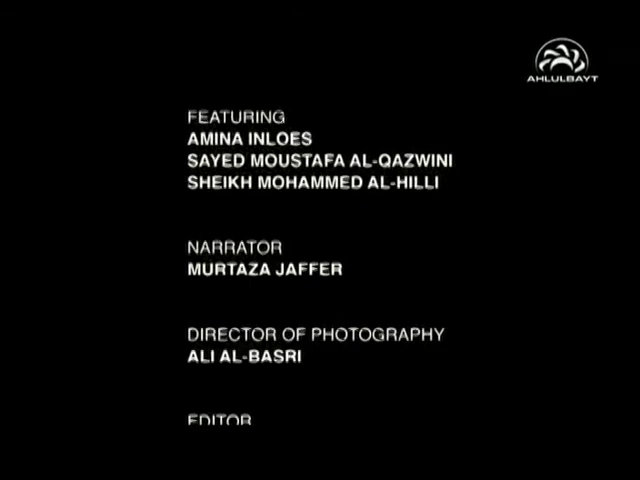 AHLULBAYT
FEATURING
AMINA INLOES
SAYED MOUSTAFA AL-QAZWINI
SHEIKH MOHAMMED AL-HILLI
NARRATOR
MURTAZA JAFFER
DIRECTOR OF PHOTOGRAPHY
ALI AL-BASRI
EDITOR